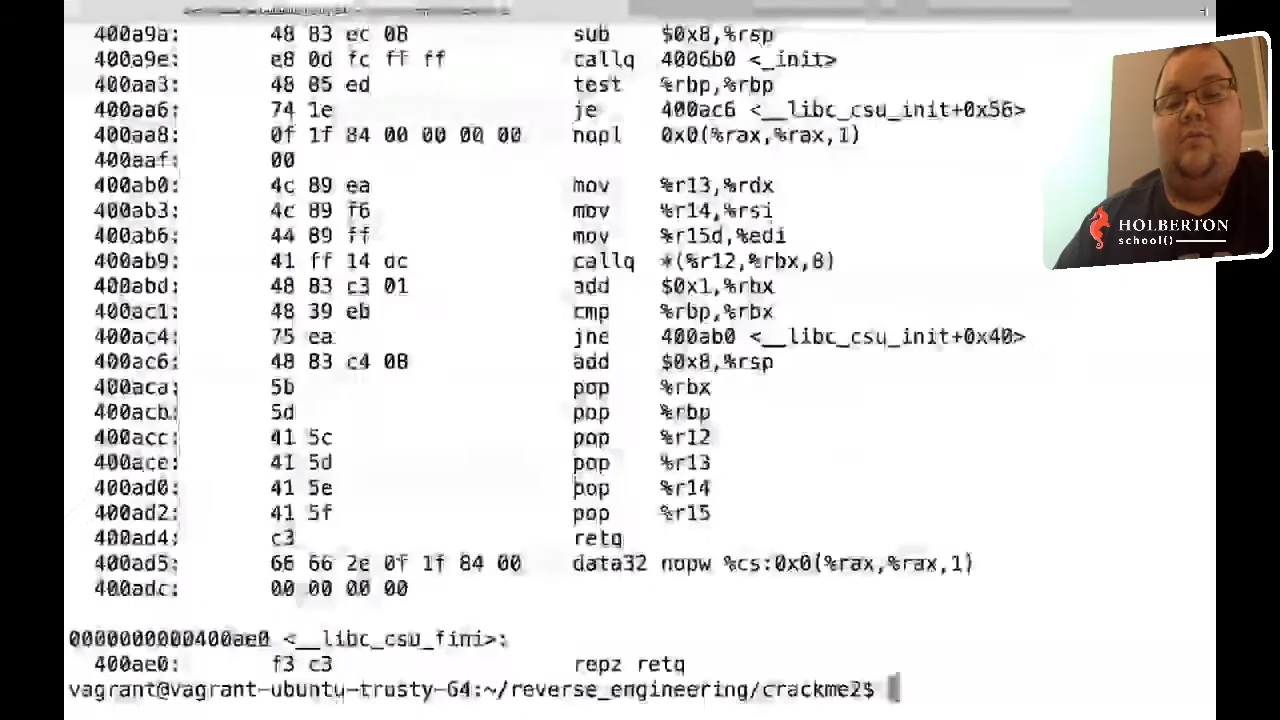 400a9a: 48 83 ec 08 sub $0x8,%rsp
400a9e: e8 0d fc ff ff callq 4006b0 <_init>
400aa3: 48 85 ed test %rbp,%rbp
400aa6: 74 1e je 400ac6 <__libc_csu_init+0x56>
400aa8: 0f 1f 84 00 00 00 00 nopl 0x0(%rax,%rax,1)
400aaf: 00
400ab0: 4c 89 ea mov %r13,%rdx
400ab3: 4c 89 f6 mov %r14,%rsi
400ab6: 44 89 ff mov %r15d,%edi
400ab9: 41 ff 14 dc callq *(%r12,%rbx,8)
400abd: 48 83 c3 01 add $0x1,%rbx
400ac1: 48 39 eb cmp %rbp,%rbx
400ac4: 75 ea jne 400ab0 <__libc_csu_init+0x40>
400ac6: 48 83 c4 08 add $0x8,%rsp
400aca: 5b pop %rbx
400acb: 5d pop %rbp
400acc: 41 5c pop %r12
400ace: 41 5d pop %r13
400ad0: 41 5e pop %r14
400ad2: 41 5f pop %r15
400ad4: c3 retq
400ad5: 66 66 2e 0f 1f 84 00 data32 nopw %cs:0x0(%rax,%rax,1)
400adc: 00 00 00 00
0000000000400ae0 <__libc_csu_fini>:
400ae0: f3 c3 repz retq
vagrant@vagrant-ubuntu-trusty-64:~/reverse_engineering/crackme2$
HOLBERTON
school()